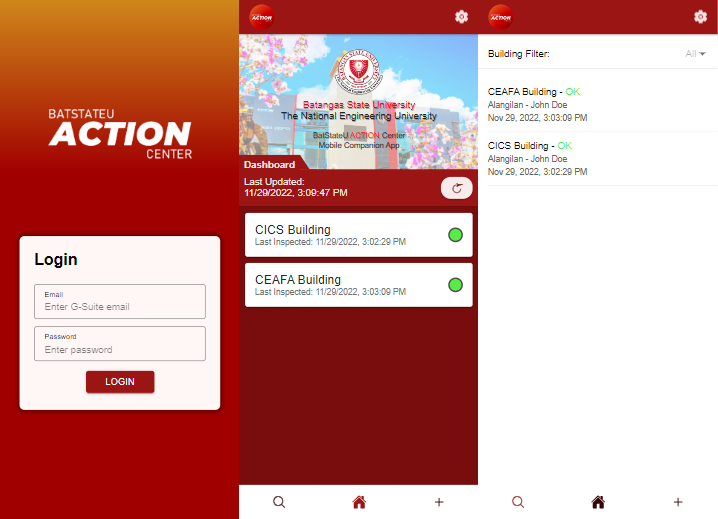 BATSTATEU
ACTION
CENTER
Login
Email
Enter G-Suite email
Password
Enter password
LOGIN
ACTION
Batangas State University
The National Engineering University
BatStateU ACTION Center
Mobile Companion App
Dashboard
Last Updated:
11/29/2022, 3:09:47 PM
CICS Building
Last Inspected: 11/29/2022, 3:02:29 PM
CEAFA Building
Last Inspected: 11/29/2022, 3:03:09 PM
ACTION
Building Filter:
All
CEAFA Building - OK
Alangilan - John Doe
Nov 29, 2022, 3:03:09 PM
CICS Building - OK
Alangilan - John Doe
Nov 29, 2022, 3:02:29 PM